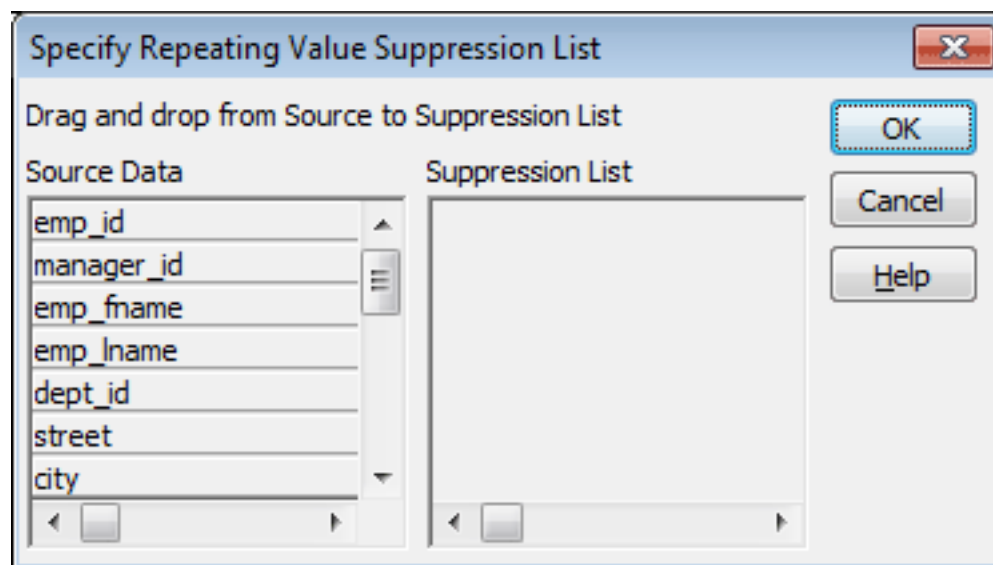 Specify Repeating Value Suppression List
Drag and drop from Source to Suppression List
OK
Source Data
Suppression List
Cancel
emp_id
manager_id
Help
emp_fname
emp_lname
dept_id
street
city